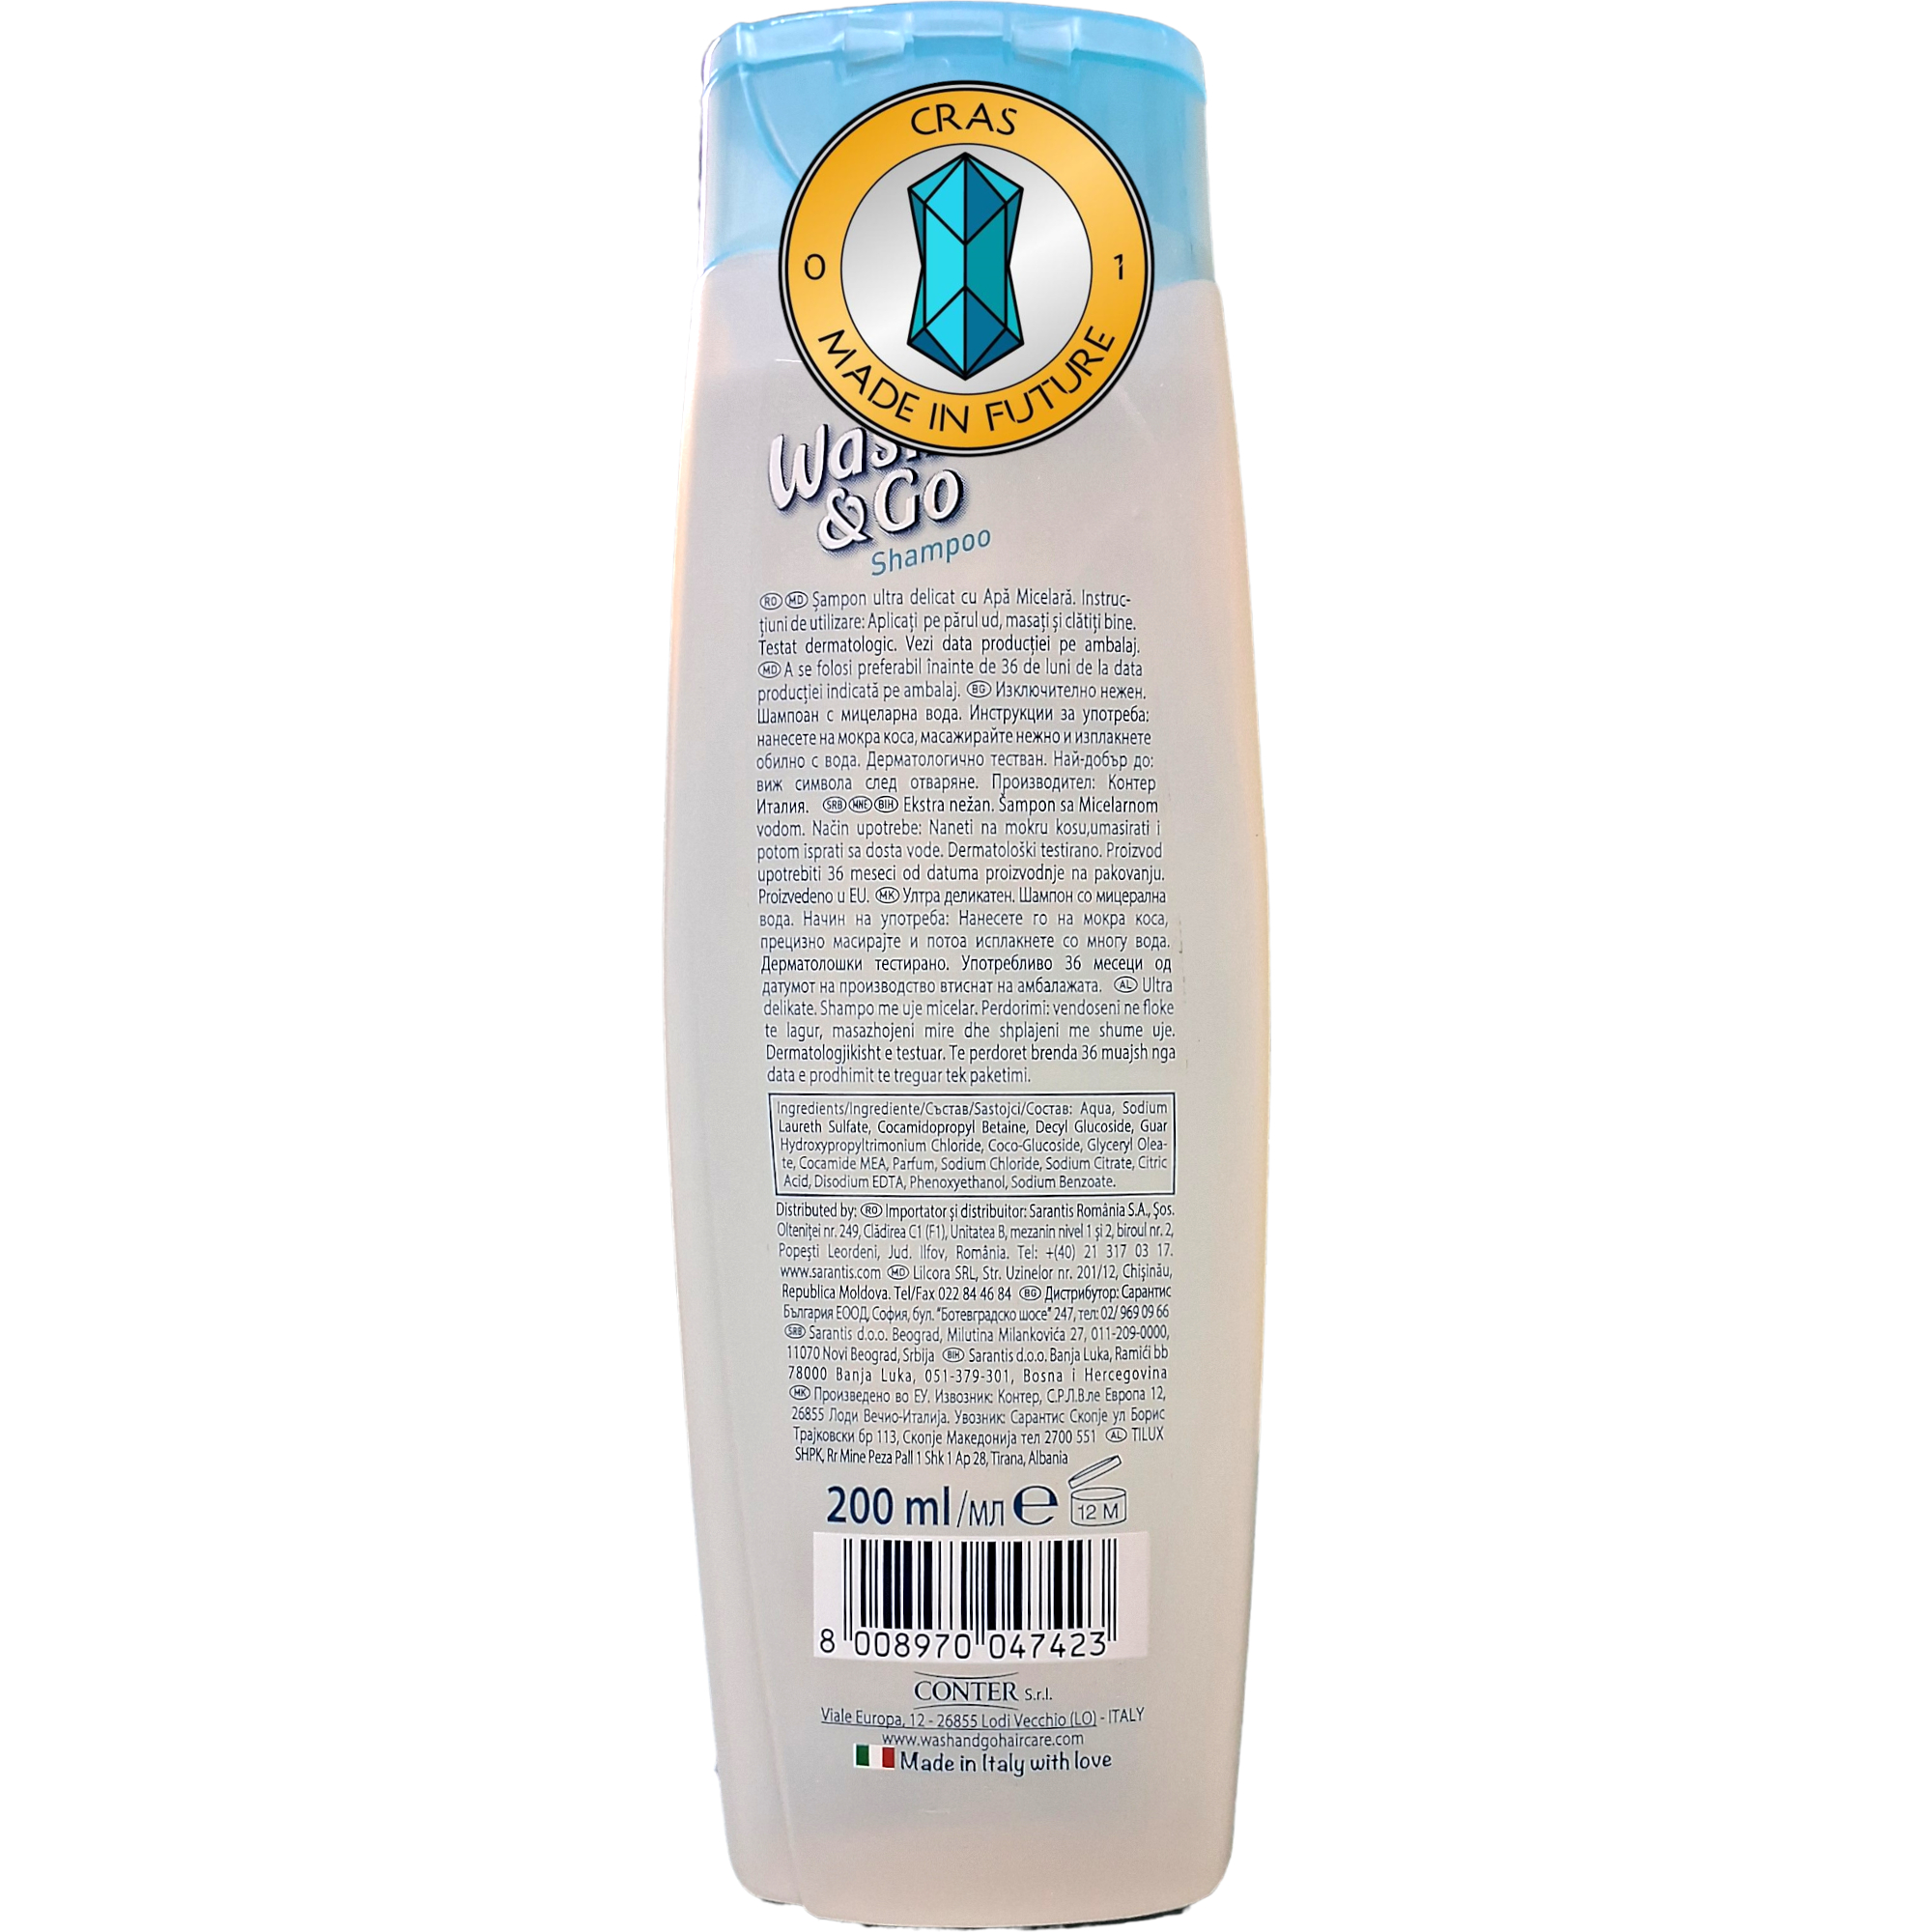 CRAS
0 1
MADE IN FUTURE
&Go
Shampoo
RO MD Şampon ultra delicat cu Apă Micelară. Instruc-
ţiuni de utilizare: Aplicaţi pe părul ud, masaţi şi clătiţi bine.
Testat dermatologic. Vezi data producţiei pe ambalaj.
MD A se folosi preferabil înainte de 36 de luni de la data
producţiei indicată pe ambalaj. BG Изключително нежен.
Шампоан с мицеларна вода. Инструкции за употреба:
нанесете на мокра коса, масажирайте нежно и изплакнете
обилно с вода. Дерматологично тестван. Най-добър до:
виж символа след отваряне. Производител: Контер
Италия. SRB MNE BIH Ekstra nežan. Šampon sa Micelarnom
vodom. Način upotrebe: Naneti na mokru kosu,umasirati i
potom isprati sa dosta vode. Dermatološki testirano. Proizvod
upotrebiti 36 meseci od datuma proizvodnje na pakovanju.
Proizvedeno u EU. MK Ултра деликатен. Шампон со мицерална
вода. Начин на употреба: Нанесете го на мокра коса,
прецизно масирајте и потоа исплакнете со многу вода.
Дерматолошки тестирано. Употребливо 36 месеци од
датумот на производство втиснат на амбалажата. AL Ultra
delikate. Shampo me uje micelar. Perdorimi: vendoseni ne floke
te lagur, masazhojeni mire dhe shplajeni me shume uje.
Dermatologjikisht e testuar. Te perdoret brenda 36 muajsh nga
data e prodhimit te treguar tek paketimi.
Ingredients/Ingrediente/Състав/Sastojci/Состав: Aqua, Sodium
Laureth Sulfate, Cocamidopropyl Betaine, Decyl Glucoside, Guar
Hydroxypropyltrimonium Chloride, Coco-Glucoside, Glyceryl Olea-
te, Cocamide MEA, Parfum, Sodium Chloride, Sodium Citrate, Citric
Acid, Disodium EDTA, Phenoxyethanol, Sodium Benzoate.
Distributed by: RO Importator şi distribuitor: Sarantis România S.A., Şos.
Olteniţei nr. 249, Clădirea C1 (F1), Unitatea B, mezanin nivel 1 şi 2, biroul nr. 2,
Popeşti Leordeni, Jud. Ilfov, România. Tel: +(40) 21 317 03 17.
www.sarantis.com MD Lilcora SRL, Str. Uzinelor nr. 201/12, Chişinău,
Republica Moldova. Tel/Fax 022 84 46 84 BG Дистрибутор: Сарантис
България ЕООД, София, бул. "Ботевградско шосе" 247, тел: 02/ 969 09 66
SRB Sarantis d.o.o. Beograd, Milutina Milankovića 27, 011-209-0000,
11070 Novi Beograd, Srbija BIH Sarantis d.o.o. Banja Luka, Ramići bb
78000 Banja Luka, 051-379-301, Bosna i Hercegovina
MK Произведено во ЕУ. Извозник: Контер, С.Р.Л.Вле Европа 12,
26855 Лоди Вечио-Италија. Увозник: Сарантис Скопје ул Борис
Трајковски бр 113, Скопје Македонија тел 2700 551 AL TILUX
SHPK, Rr Mine Peza Pall 1 Shk 1 Ap 28, Tirana, Albania
200 ml/мл e 12 M
8 008970 047423
CONTER S.r.l.
Viale Europa, 12 - 26855 Lodi Vecchio (LO) - ITALY
www.washandgohaircare.com
Made in Italy with love